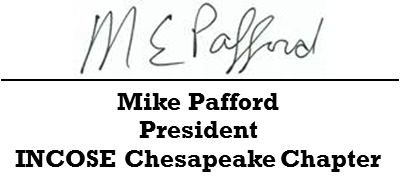 M E Pafford
Mike Pafford
President
INCOSE Chesapeake Chapter